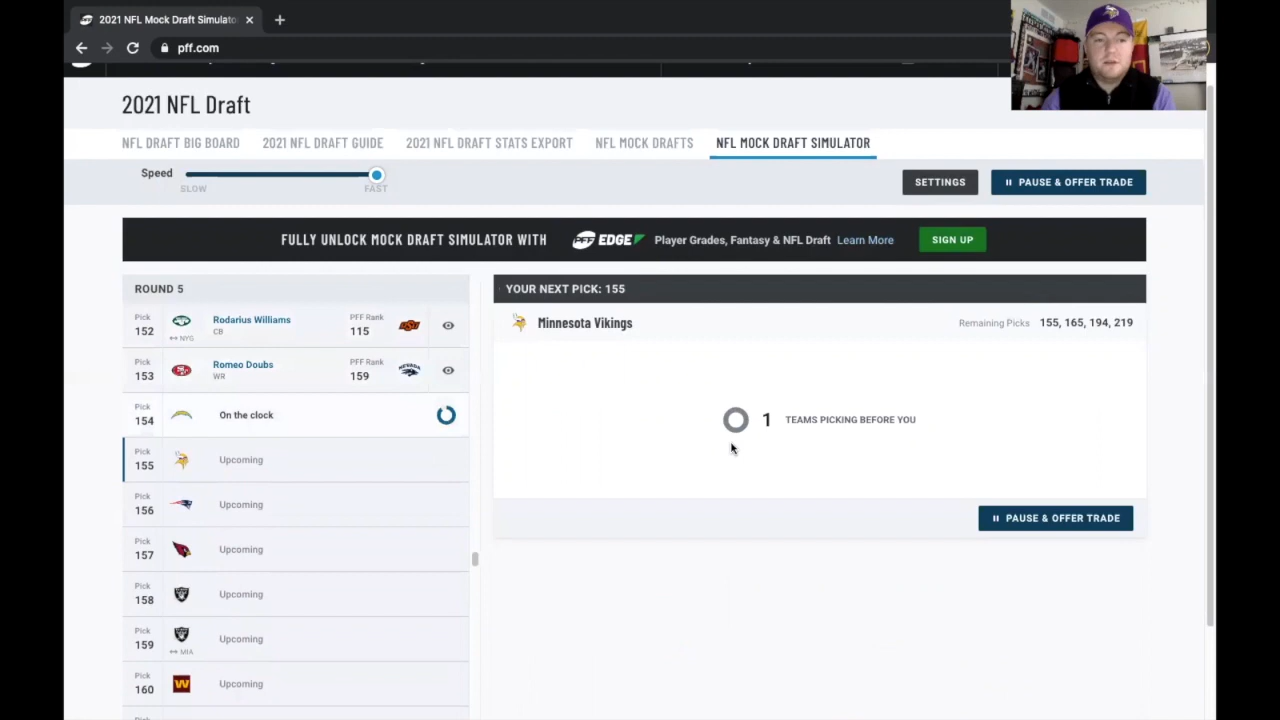 2021 NFL Mock Draft Simulato
pff.com
2021 NFL Draft
NFL DRAFT BIG BOARD
2021 NFL DRAFT GUIDE
2021 NFL DRAFT STATS EXPORT
NFL MOCK DRAFTS
NFL MOCK DRAFT SIMULATOR
Speed
SLOW
FAST
SETTINGS
PAUSE & OFFER TRADE
FULLY UNLOCK MOCK DRAFT SIMULATOR WITH PFF EDGE Player Grades, Fantasy & NFL Draft Learn More
SIGN UP
ROUND 5
Pick
152
NYG
Rodarius Williams
CB
PFF Rank
115
Pick
153
Romeo Doubs
WR
PFF Rank
159
Pick
154
On the clock
Pick
155
Upcoming
Pick
156
Upcoming
Pick
157
Upcoming
Pick
158
Upcoming
Pick
159
MIA
Upcoming
Pick
160
Upcoming
YOUR NEXT PICK: 155
Minnesota Vikings
Remaining Picks 155, 165, 194, 219
1 TEAMS PICKING BEFORE YOU
PAUSE & OFFER TRADE